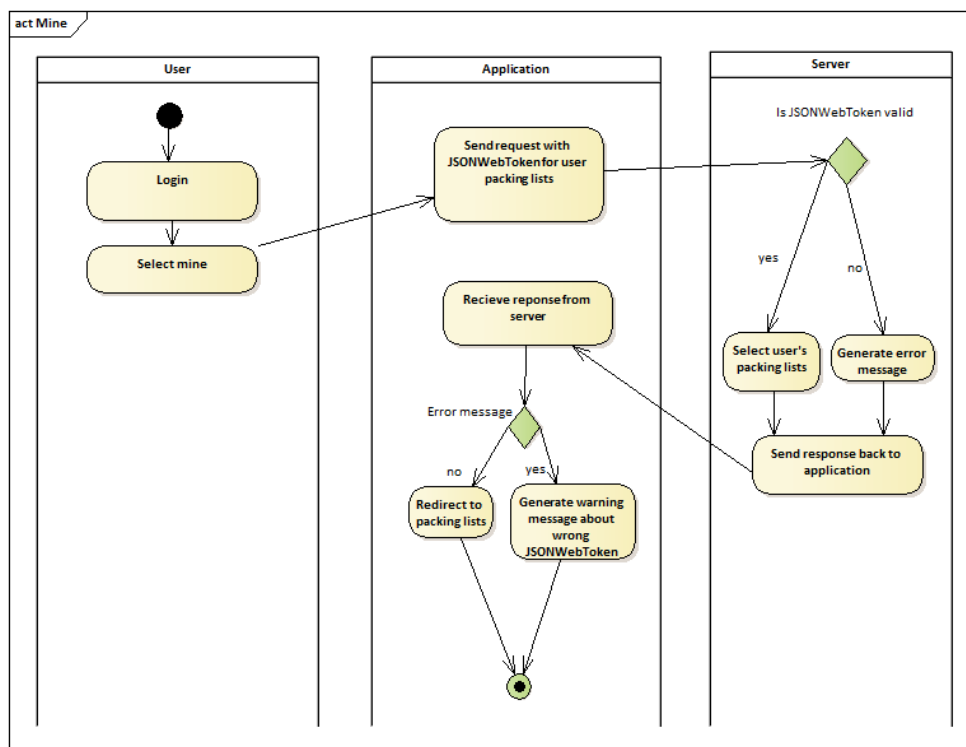 act Mine
User
Application
Server
Login
Select mine
Send request with
JSONWebToken for user
packing lists
Is JSONWebToken valid
yes
no
Select user's
packing lists
Generate error
message
Send response back to
application
Recieve reponse from
server
Error message
no
yes
Redirect to
packing lists
Generate warning
message about
wrong
JSONWebToken